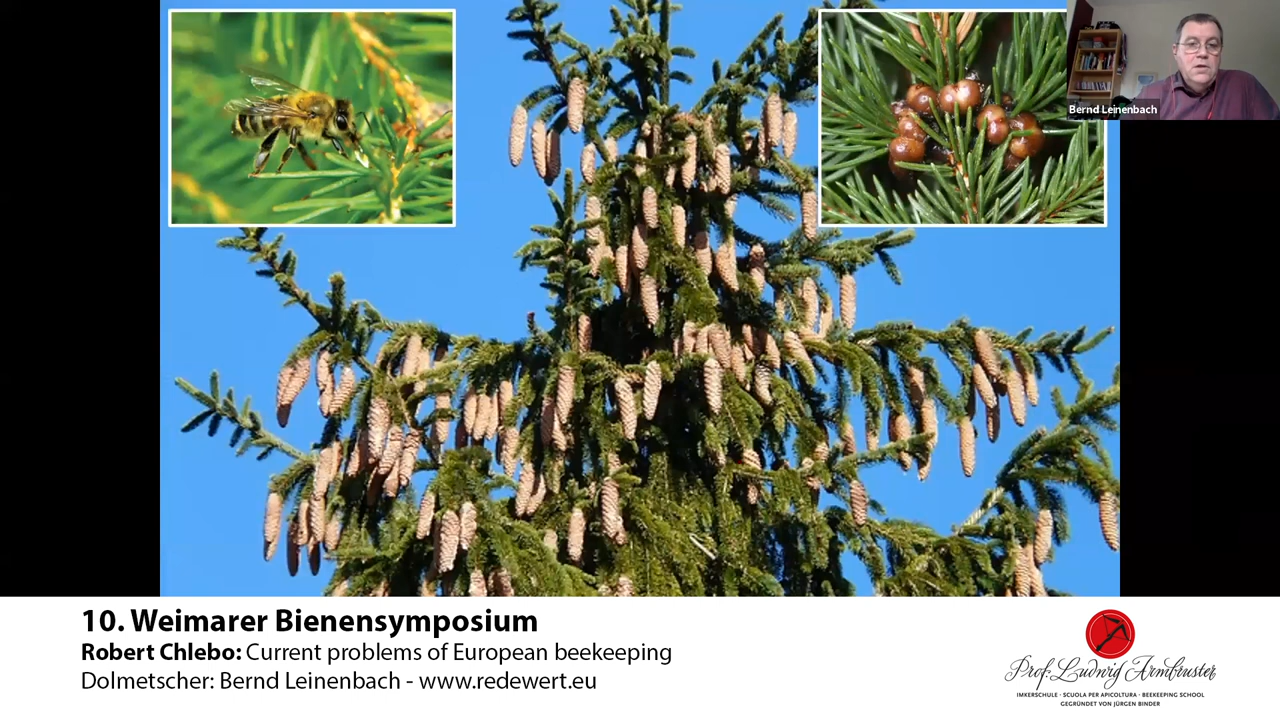 Bernd Leinenbach
10. Weimarer Bienensymposium
Robert Chlebo: Current problems of European beekeeping
Dolmetscher: Bernd Leinenbach - www.redewert.eu
Prof. Ludwig Armbruster
IMKERSCHULE · SCUOLA PER APICOLTURA · BEEKEEPING SCHOOL
GEGRÜNDET VON JÜRGEN BINDER